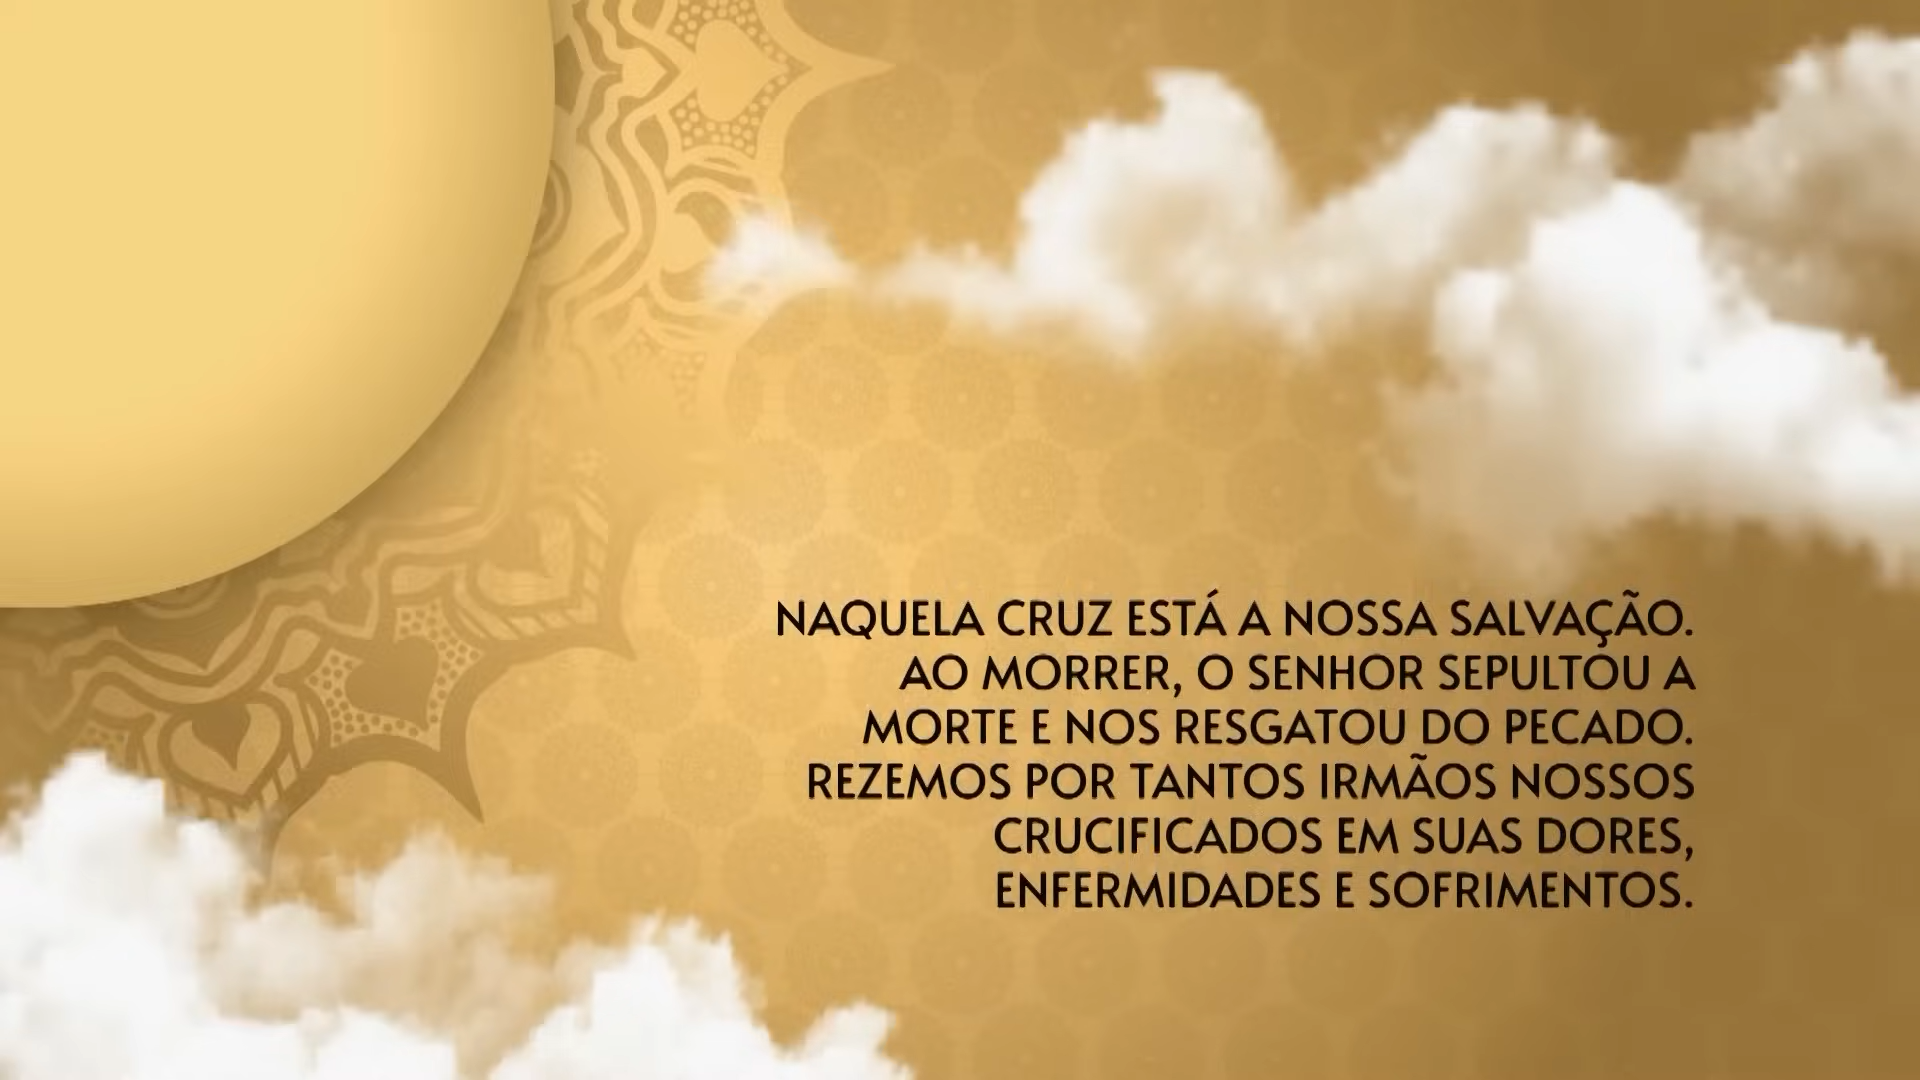 NAQUELA CRUZ ESTÁ A NOSSA SALVAÇÃO.
AO MORRER, O SENHOR SEPULTOU A
MORTE E NOS RESGATOU DO PECADO.
REZEMOS POR TANTOS IRMÃOS NOSSOS
CRUCIFICADOS EM SUAS DORES,
ENFERMIDADES E SOFRIMENTOS.